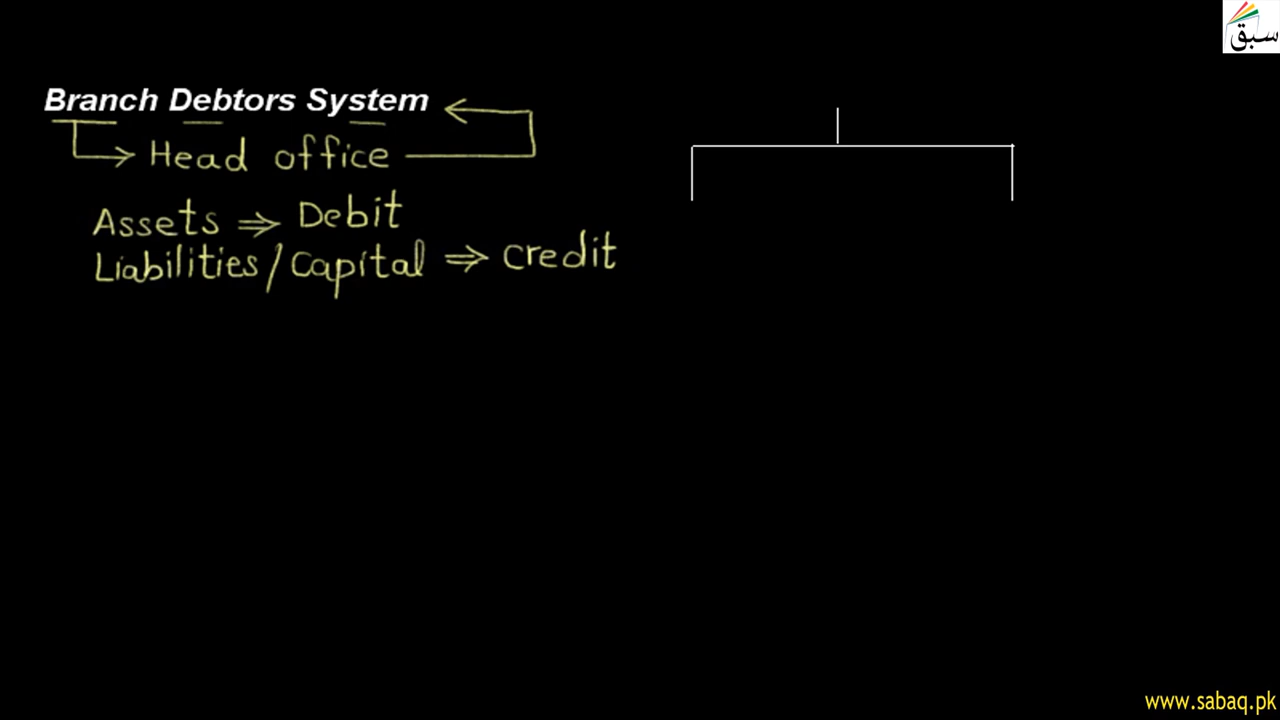 سبق
Branch Debtors System
Head office
Assets ⇒ Debit
Liabilities / Capital ⇒ Credit
www.sabaq.pk